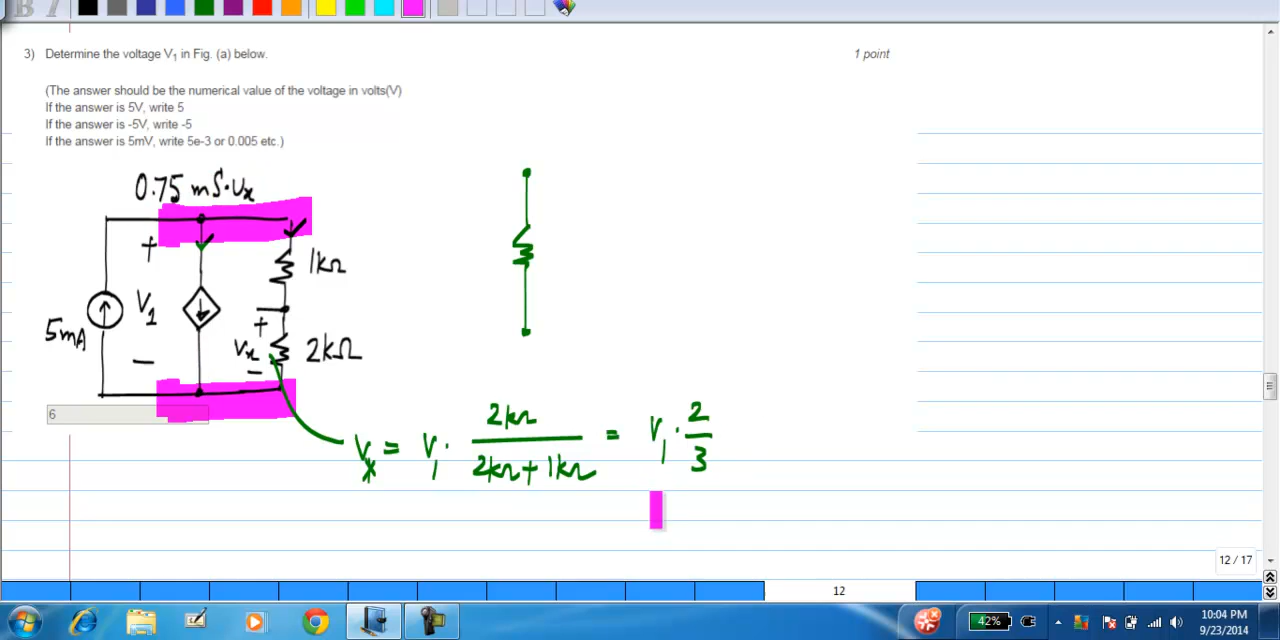 B I
3) Determine the voltage V1 in Fig. (a) below.
1 point
(The answer should be the numerical value of the voltage in volts(V)
If the answer is 5V, write 5
If the answer is -5V, write -5
If the answer is 5mV, write 5e-3 or 0.005 etc.)
0.75 mS·Vx
+
1kΩ
V1
5mA
+
Vx
2kΩ
−
−
6
Vx = V1 · 2kΩ / 2kΩ + 1kΩ = V1 · 2/3
12 / 17
12
42%
10:04 PM
9/23/2014